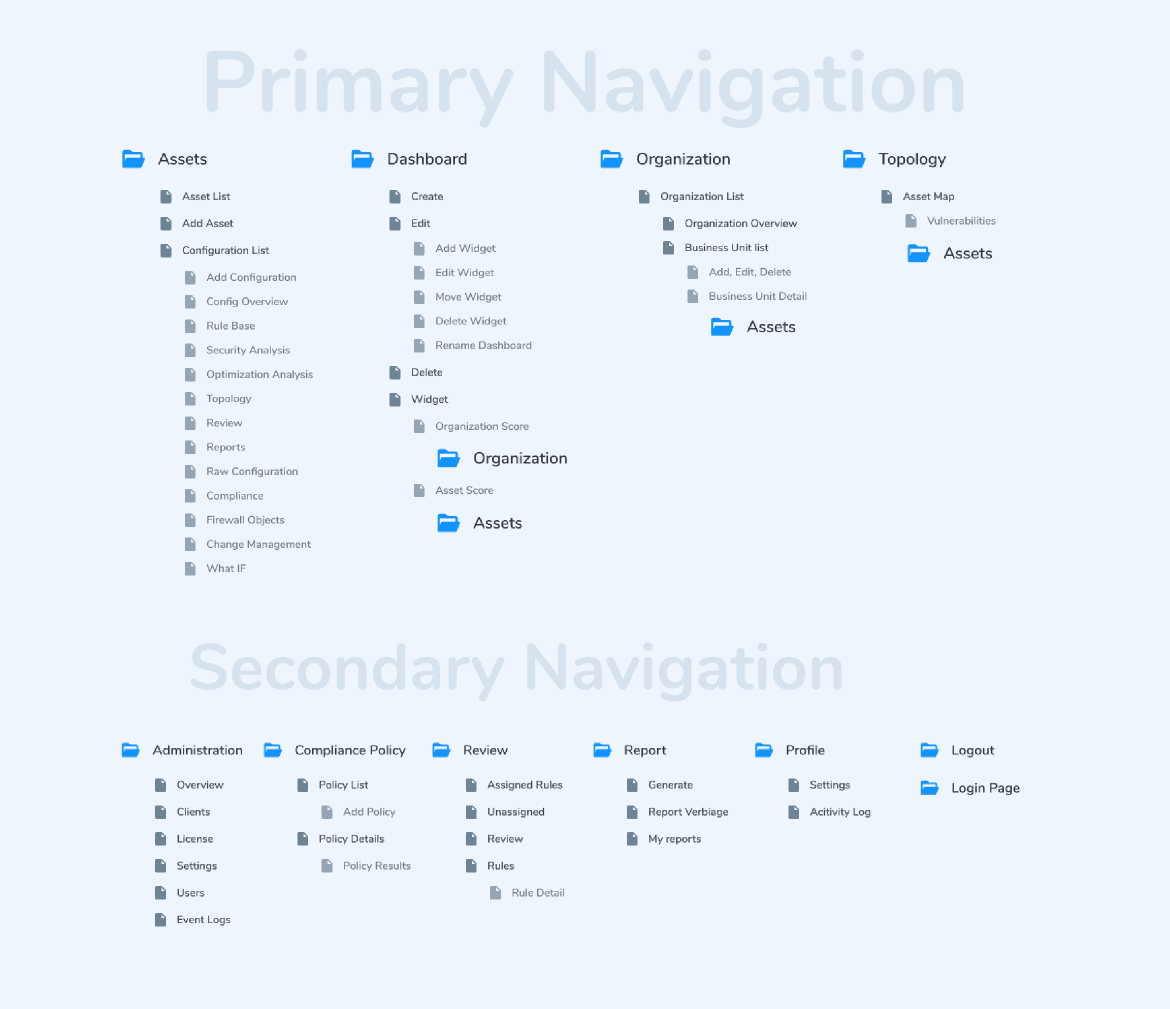 Primary Navigation
Assets
Asset List
Add Asset
Configuration List
Add Configuration
Config Overview
Rule Base
Security Analysis
Optimization Analysis
Topology
Review
Reports
Raw Configuration
Compliance
Firewall Objects
Change Management
What IF
Dashboard
Create
Edit
Add Widget
Edit Widget
Move Widget
Delete Widget
Rename Dashboard
Delete
Widget
Organization Score
Organization
Asset Score
Assets
Organization
Organization List
Organization Overview
Business Unit list
Add, Edit, Delete
Business Unit Detail
Assets
Topology
Asset Map
Vulnerabilities
Assets
Secondary Navigation
Administration
Overview
Clients
License
Settings
Users
Event Logs
Compliance Policy
Policy List
Add Policy
Policy Details
Policy Results
Review
Assigned Rules
Unassigned
Review
Rules
Rule Detail
Report
Generate
Report Verbiage
My reports
Profile
Settings
Acitivity Log
Logout
Login Page